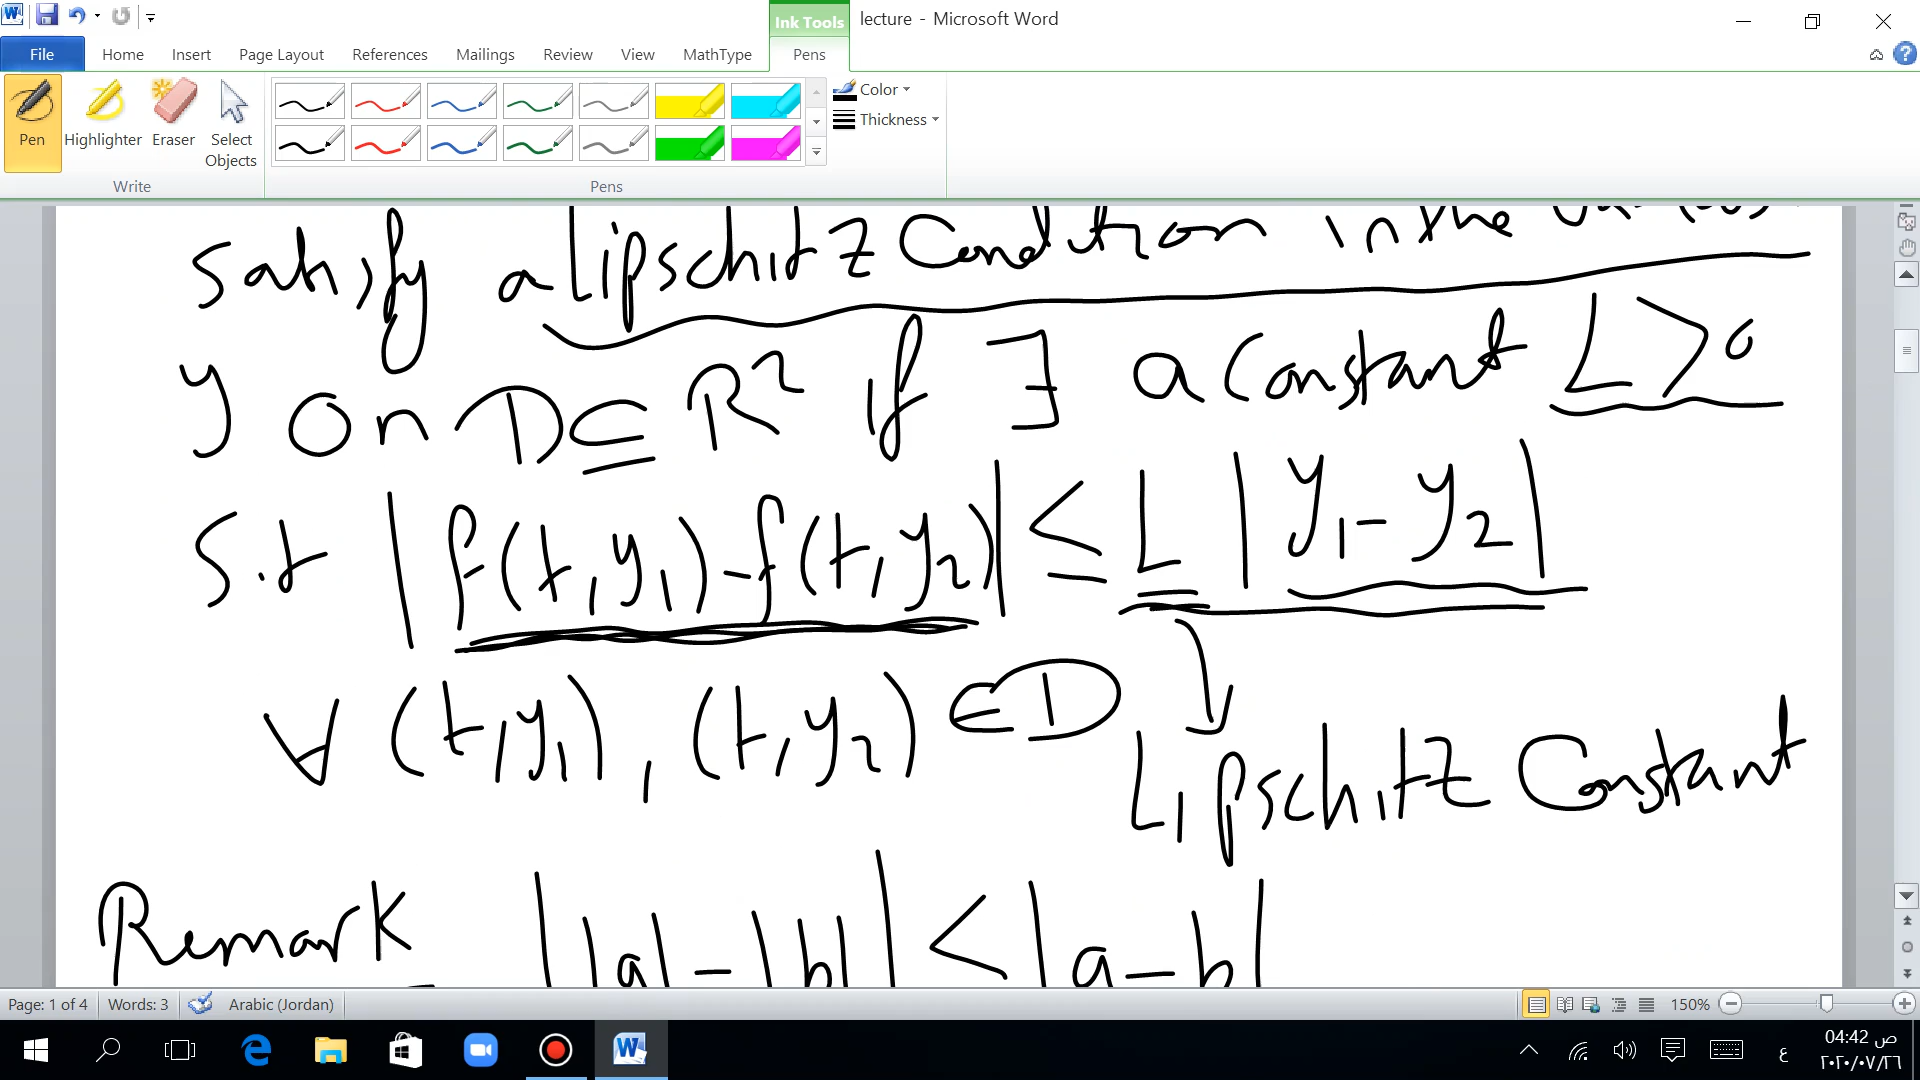 lecture - Microsoft Word
Ink Tools
File Home Insert Page Layout References Mailings Review View MathType Pens
Pen Highlighter Eraser Select Objects
Color
Thickness
Write Pens
satisfy a Lipschitz Condition in the
y on D ⊆ R² if ∃ a constant L > 0
S.t |f(t,y₁)-f(t,y₂)| ≤ L |y₁-y₂|
∀ (t,y₁), (t,y₂) ∈ D
Lipschitz Constant
Remark ||a|-|b|| < |a-b|
Page: 1 of 4 Words: 3 Arabic (Jordan) 150%
ع
04:42 ص
٢٠٢٠/٠٧/٢٦